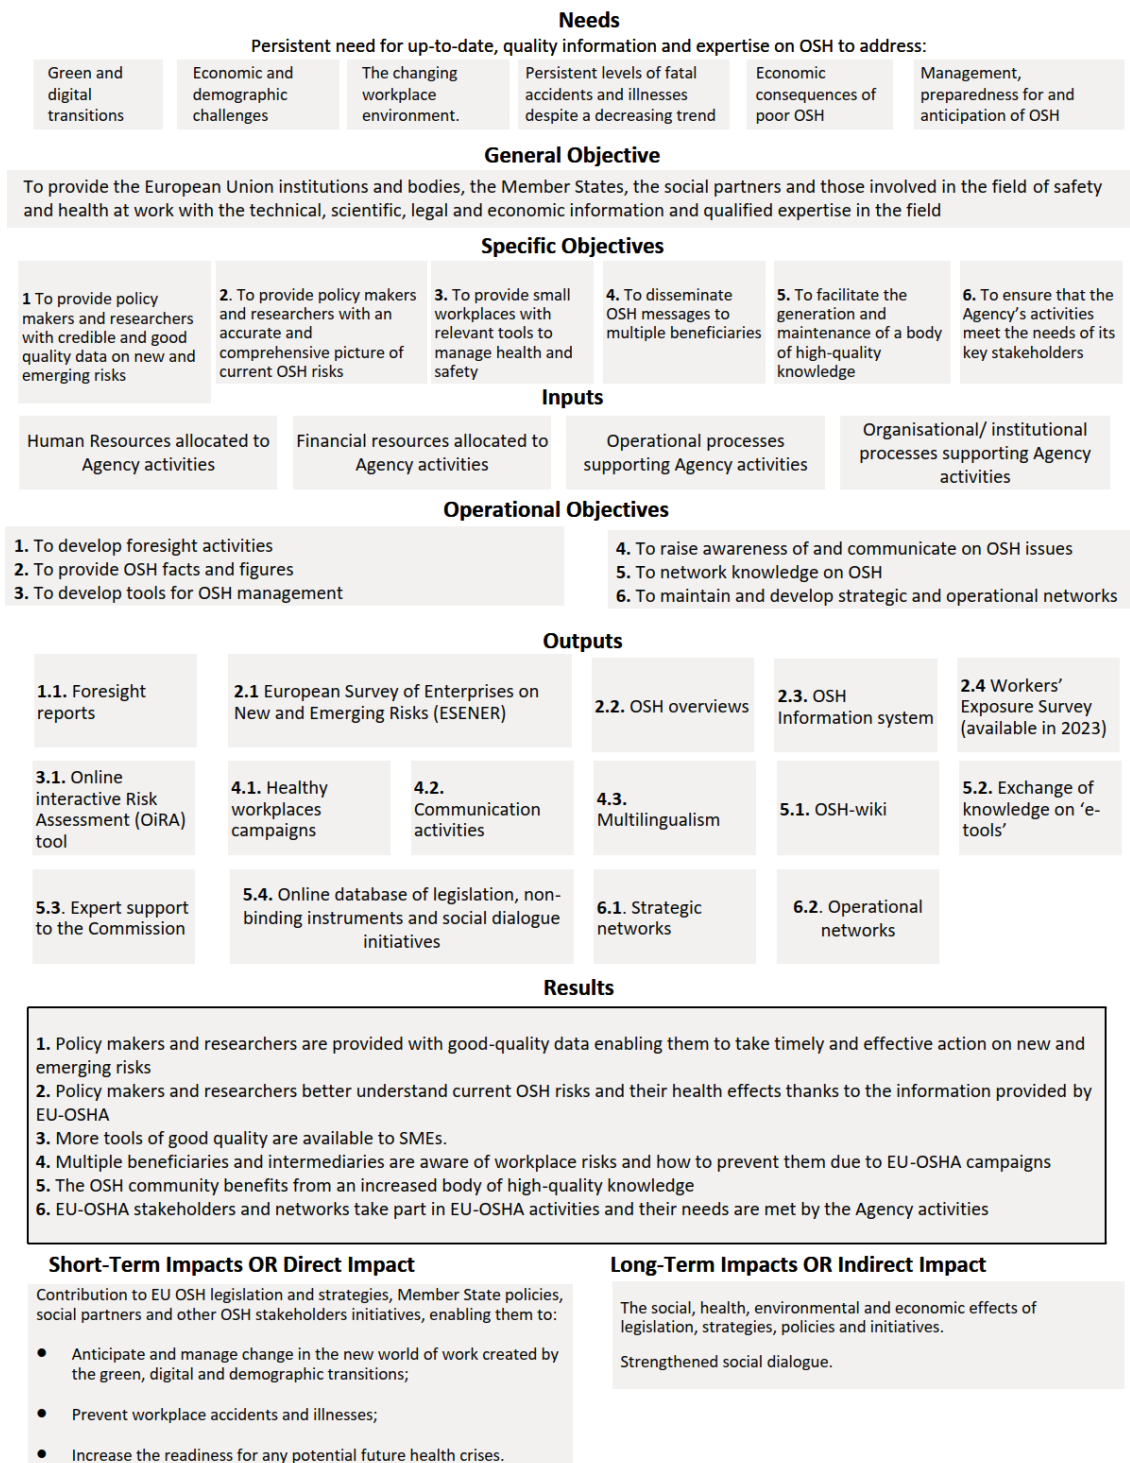 Needs
Persistent need for up-to-date, quality information and expertise on OSH to address:
Green and
digital
transitions
Economic and
demographic
challenges
The changing
workplace
environment.
Persistent levels of fatal
accidents and illnesses
despite a decreasing trend
Economic
consequences of
poor OSH
Management,
preparedness for and
anticipation of OSH
General Objective
To provide the European Union institutions and bodies, the Member States, the social partners and those involved in the field of safety
and health at work with the technical, scientific, legal and economic information and qualified expertise in the field
Specific Objectives
1 To provide policy
makers and researchers
with credible and good
quality data on new and
emerging risks
2. To provide policy makers
and researchers with an
accurate and
comprehensive picture of
current OSH risks
3. To provide small
workplaces with
relevant tools to
manage health and
safety
4. To disseminate
OSH messages to
multiple beneficiaries
5. To facilitate the
generation and
maintenance of a body
of high-quality
knowledge
6. To ensure that the
Agency's activities
meet the needs of its
key stakeholders
Inputs
Human Resources allocated to
Agency activities
Financial resources allocated to
Agency activities
Operational processes
supporting Agency activities
Organisational/ institutional
processes supporting Agency
activities
Operational Objectives
1. To develop foresight activities
2. To provide OSH facts and figures
3. To develop tools for OSH management
4. To raise awareness of and communicate on OSH issues
5. To network knowledge on OSH
6. To maintain and develop strategic and operational networks
Outputs
1.1. Foresight
reports
2.1 European Survey of Enterprises on
New and Emerging Risks (ESENER)
2.2. OSH overviews
2.3. OSH
Information system
2.4 Workers'
Exposure Survey
(available in 2023)
3.1. Online
interactive Risk
Assessment (OiRA)
tool
4.1. Healthy
workplaces
campaigns
4.2.
Communication
activities
4.3.
Multilingualism
5.1. OSH-wiki
5.2. Exchange of
knowledge on 'e-
tools'
5.3. Expert support
to the Commission
5.4. Online database of legislation, non-
binding instruments and social dialogue
initiatives
6.1. Strategic
networks
6.2. Operational
networks
Results
1. Policy makers and researchers are provided with good-quality data enabling them to take timely and effective action on new and
emerging risks
2. Policy makers and researchers better understand current OSH risks and their health effects thanks to the information provided by
EU-OSHA
3. More tools of good quality are available to SMEs.
4. Multiple beneficiaries and intermediaries are aware of workplace risks and how to prevent them due to EU-OSHA campaigns
5. The OSH community benefits from an increased body of high-quality knowledge
6. EU-OSHA stakeholders and networks take part in EU-OSHA activities and their needs are met by the Agency activities
Short-Term Impacts OR Direct Impact
Contribution to EU OSH legislation and strategies, Member State policies,
social partners and other OSH stakeholders initiatives, enabling them to:
● Anticipate and manage change in the new world of work created by
the green, digital and demographic transitions;
● Prevent workplace accidents and illnesses;
● Increase the readiness for any potential future health crises.
Long-Term Impacts OR Indirect Impact
The social, health, environmental and economic effects of
legislation, strategies, policies and initiatives.
Strengthened social dialogue.